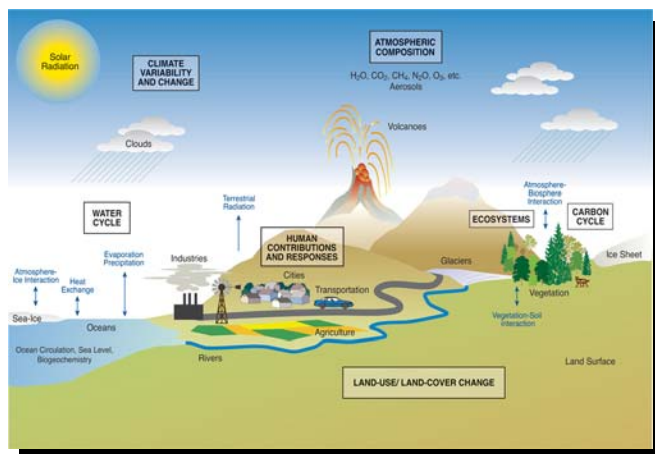 Solar
Radiation
CLIMATE
VARIABILITY
AND CHANGE
ATMOSPHERIC
COMPOSITION
H₂O, CO₂, CH₄, N₂O, O₃, etc.
Aerosols
Volcanoes
Clouds
Atmosphere-
Biosphere
Interaction
Terrestrial
Radiation
WATER
CYCLE
ECOSYSTEMS
CARBON
CYCLE
HUMAN
CONTRIBUTIONS
AND RESPONSES
Evaporation
Precipitation
Industries
Glaciers
Ice Sheet
Atmosphere-
Ice Interaction
Heat
Exchange
Cities
Transportation
Vegetation
Sea-Ice
Oceans
Agriculture
Vegetation-Soil
Interaction
Ocean Circulation, Sea Level,
Biogeochemistry
Rivers
Land Surface
LAND-USE/ LAND-COVER CHANGE